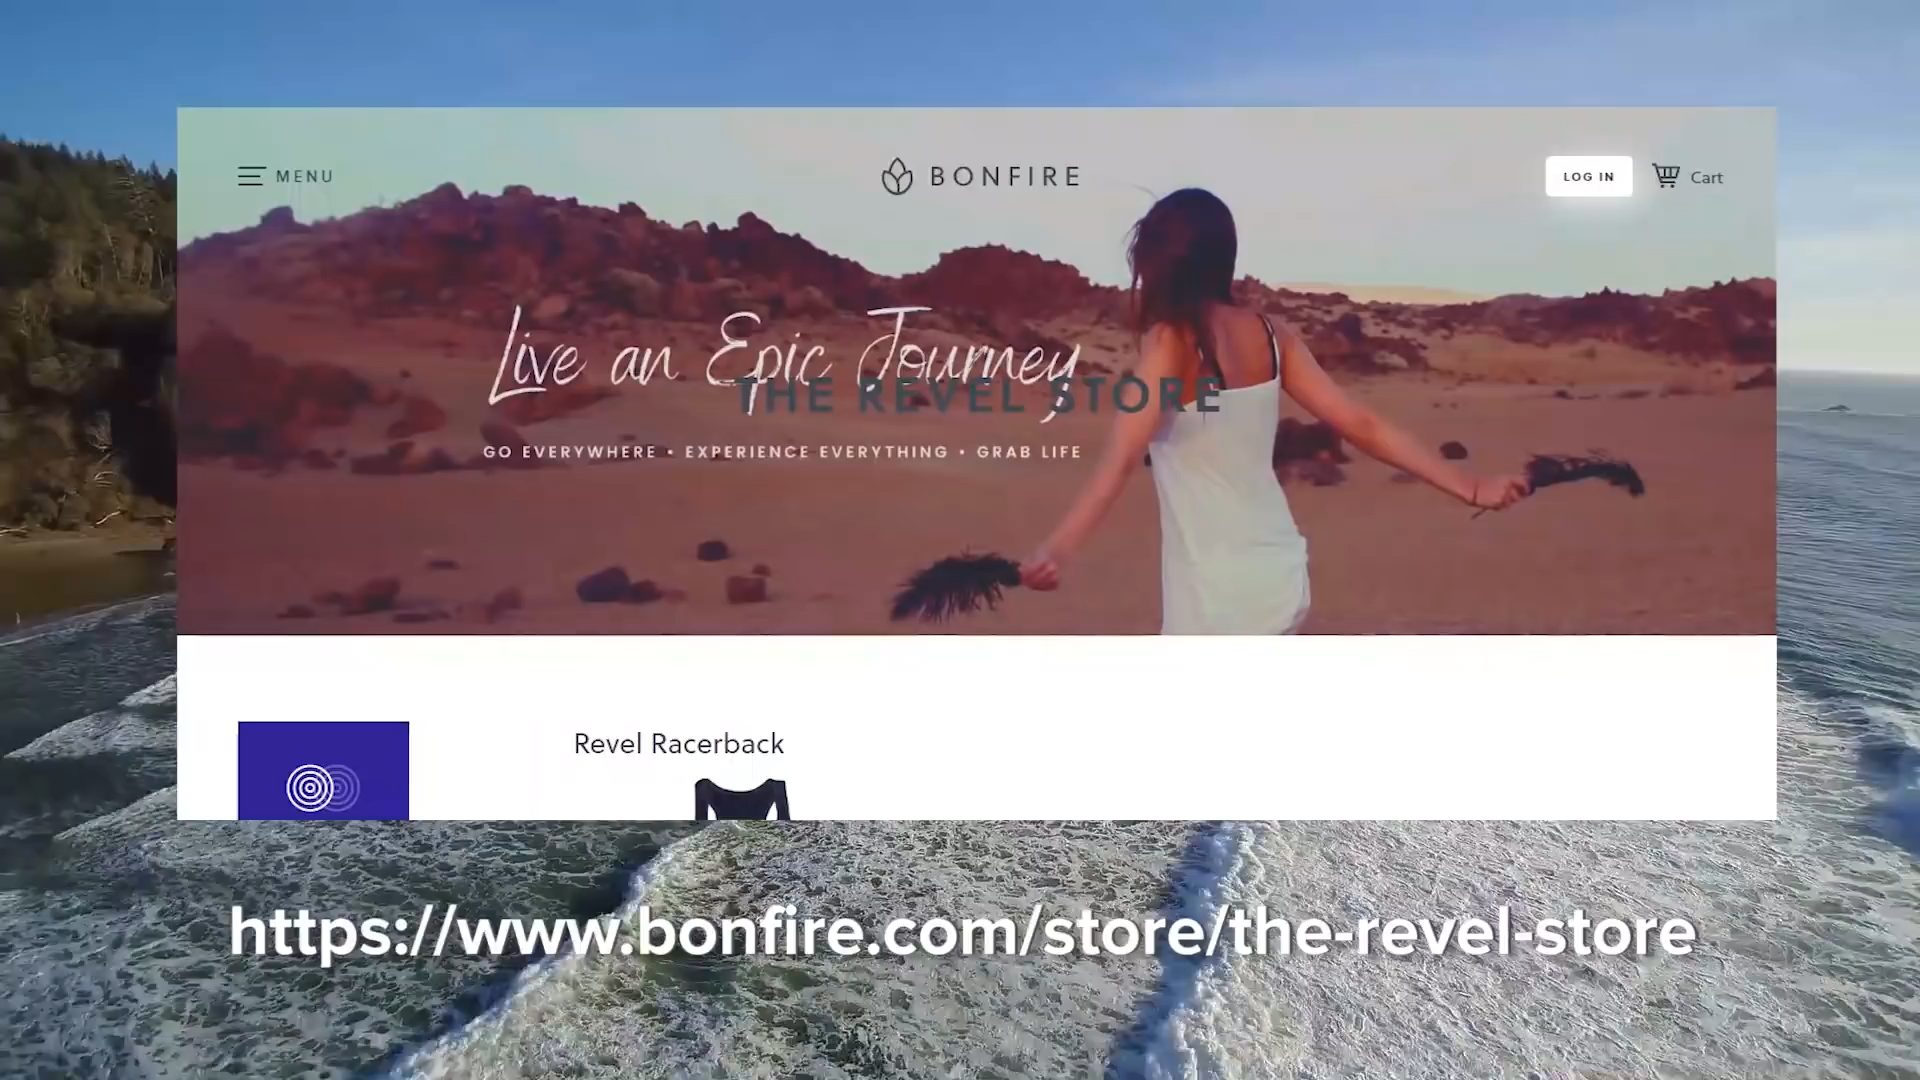 MENU
BONFIRE
LOG IN
Cart
Live an Epic Journey
THE REVEL STORE
GO EVERYWHERE • EXPERIENCE EVERYTHING • GRAB LIFE
Revel Racerback
https://www.bonfire.com/store/the-revel-store